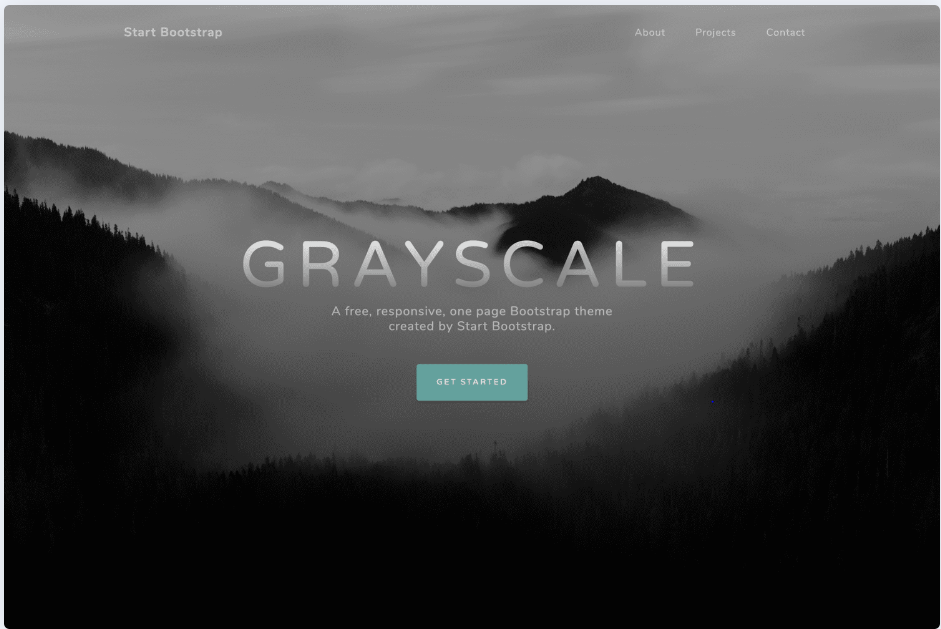 Start Bootstrap
About Projects Contact
GRAYSCALE
A free, responsive, one page Bootstrap theme
created by Start Bootstrap.
GET STARTED